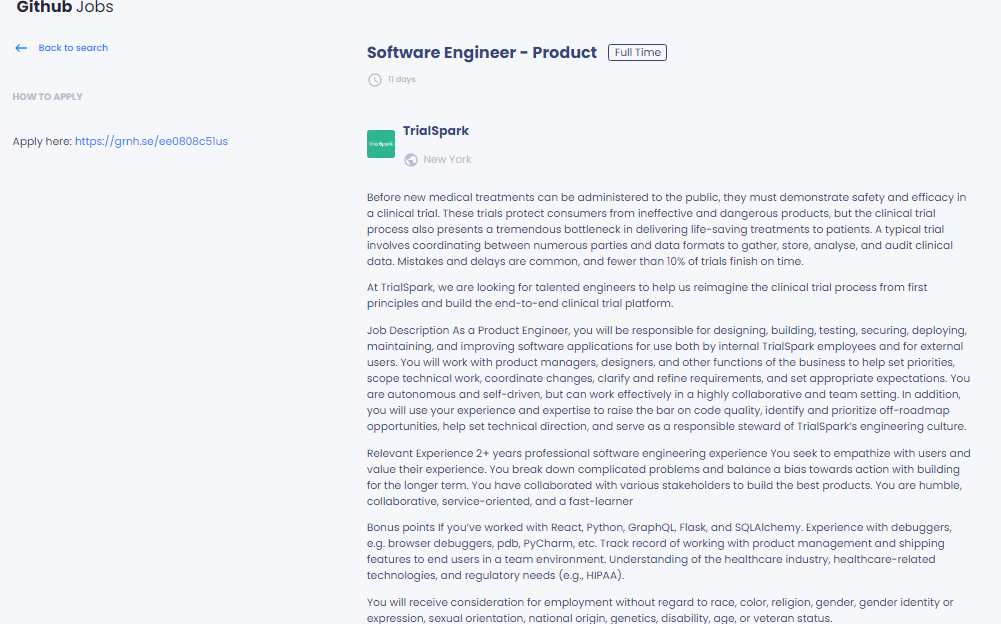 Github Jobs
Back to search
HOW TO APPLY
Apply here: https://grnh.se/ee0808c51us
Software Engineer - Product Full Time
11 days
TrialSpark
New York
Before new medical treatments can be administered to the public, they must demonstrate safety and efficacy in
a clinical trial. These trials protect consumers from ineffective and dangerous products, but the clinical trial
process also presents a tremendous bottleneck in delivering life-saving treatments to patients. A typical trial
involves coordinating between numerous parties and data formats to gather, store, analyse, and audit clinical
data. Mistakes and delays are common, and fewer than 10% of trials finish on time.
At TrialSpark, we are looking for talented engineers to help us reimagine the clinical trial process from first
principles and build the end-to-end clinical trial platform.
Job Description As a Product Engineer, you will be responsible for designing, building, testing, securing, deploying,
maintaining, and improving software applications for use both by internal TrialSpark employees and for external
users. You will work with product managers, designers, and other functions of the business to help set priorities,
scope technical work, coordinate changes, clarify and refine requirements, and set appropriate expectations. You
are autonomous and self-driven, but can work effectively in a highly collaborative and team setting. In addition,
you will use your experience and expertise to raise the bar on code quality, identify and prioritize off-roadmap
opportunities, help set technical direction, and serve as a responsible steward of TrialSpark's engineering culture.
Relevant Experience 2+ years professional software engineering experience You seek to empathize with users and
value their experience. You break down complicated problems and balance a bias towards action with building
for the longer term. You have collaborated with various stakeholders to build the best products. You are humble,
collaborative, service-oriented, and a fast-learner
Bonus points If you've worked with React, Python, GraphQL, Flask, and SQLAlchemy. Experience with debuggers,
e.g. browser debuggers, pdb, PyCharm, etc. Track record of working with product management and shipping
features to end users in a team environment. Understanding of the healthcare industry, healthcare-related
technologies, and regulatory needs (e.g., HIPAA).
You will receive consideration for employment without regard to race, color, religion, gender, gender identity or
expression, sexual orientation, national origin, genetics, disability, age, or veteran status.